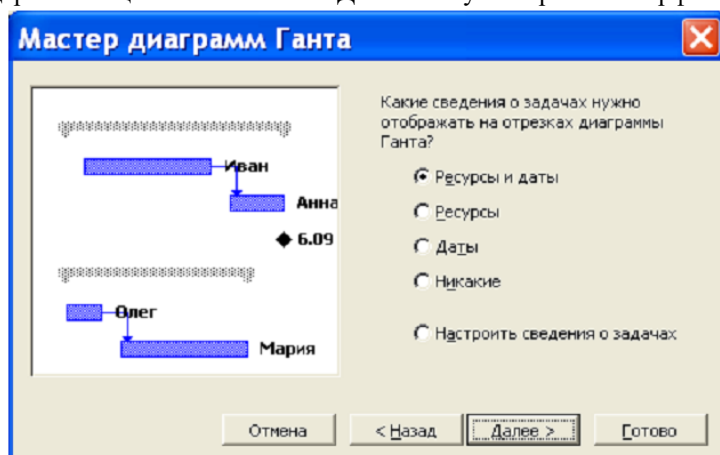 Мастер диаграмм Ганта
Какие сведения о задачах нужно
отображать на отрезках диаграммы
Ганта?
Иван
Анна
6.09
Олег
Мария
Ресурсы и даты
Ресурсы
Даты
Никакие
Настроить сведения о задачах
Отмена
< Назад
Далее >
Готово